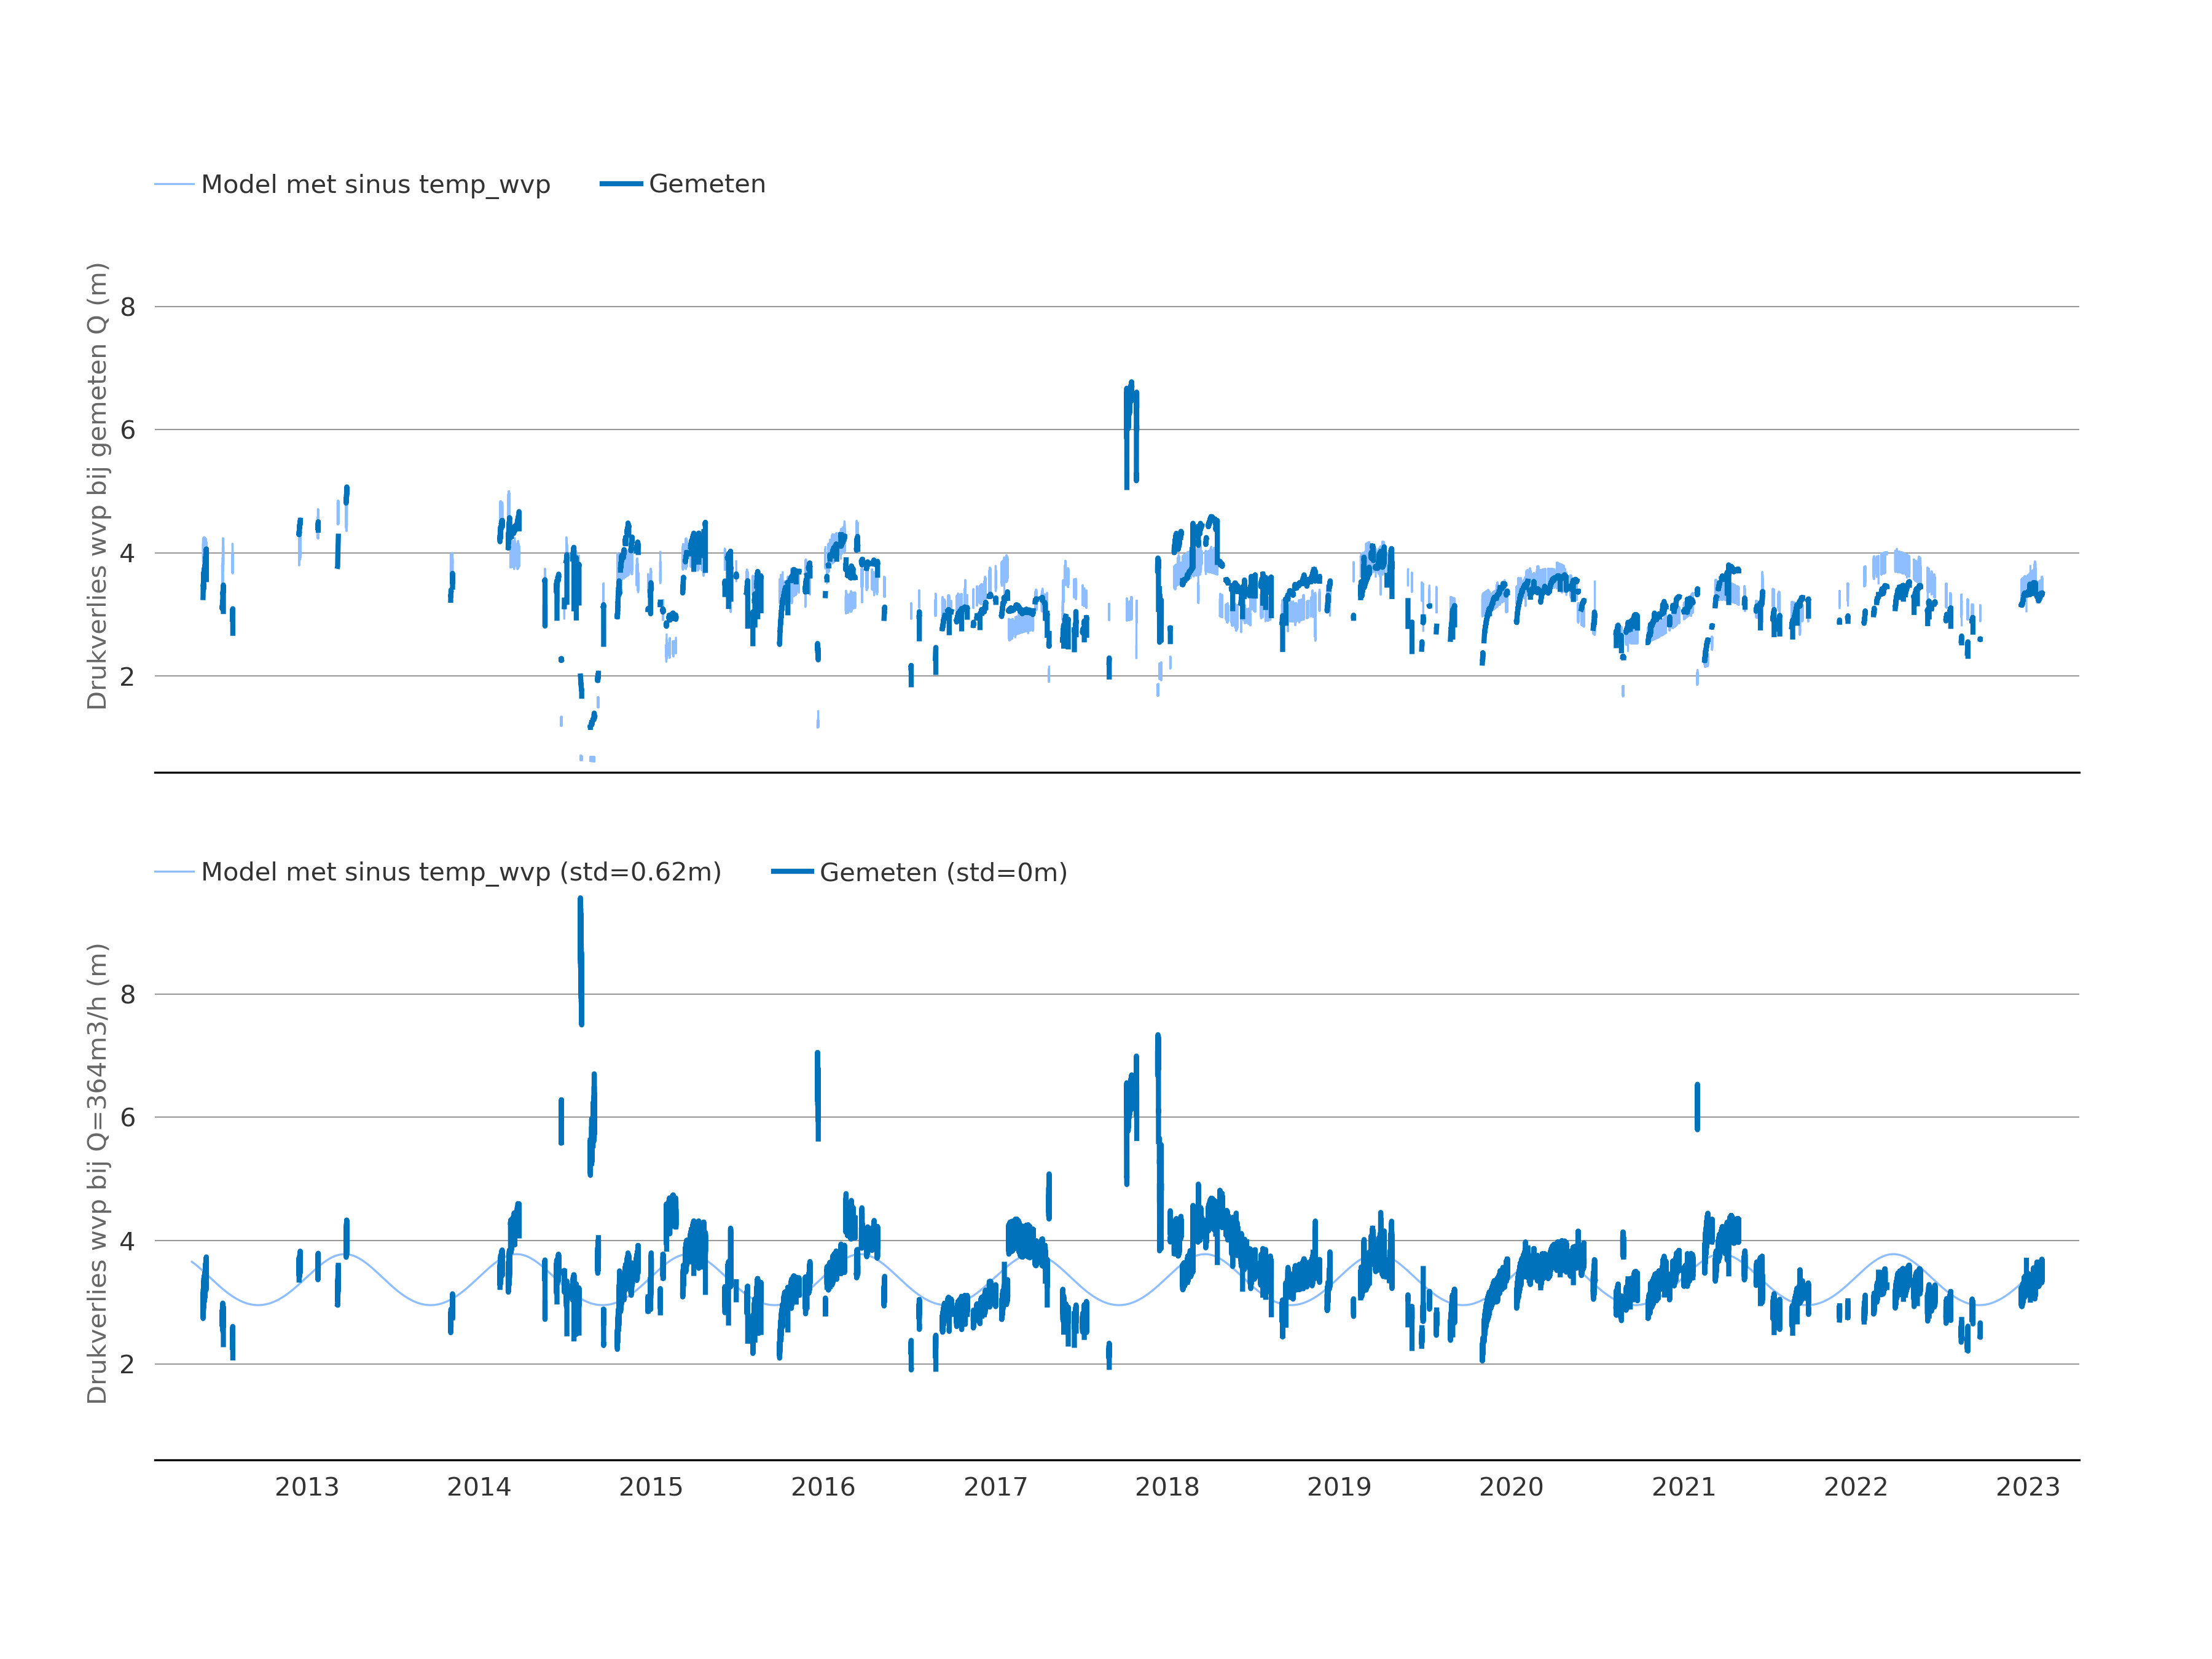 Model met sinus temp_wvp
Gemeten
Drukverlies wvp bij gemeten Q (m)
8
6
4
2
Model met sinus temp_wvp (std=0.62m)
Gemeten (std=0m)
Drukverlies wvp bij Q=364m3/h (m)
8
6
4
2
2013 2014 2015 2016 2017 2018 2019 2020 2021 2022 2023